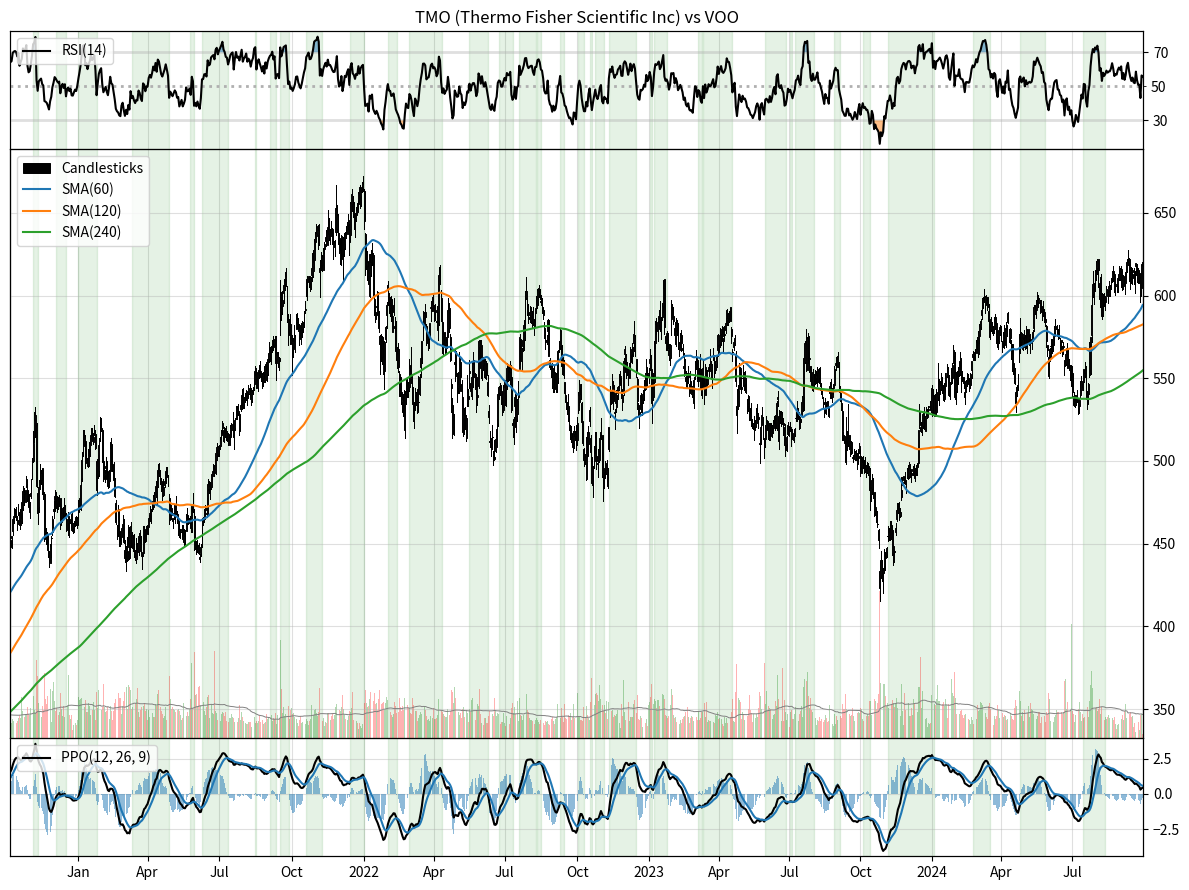 TMO (Thermo Fisher Scientific Inc) vs VOO
RSI(14)
70
50
30
Candlesticks
SMA(60)
SMA(120)
SMA(240)
650
600
550
500
450
400
350
PPO(12, 26, 9)
2.5
0.0
−2.5
Jan Apr Jul Oct 2022 Apr Jul Oct 2023 Apr Jul Oct 2024 Apr Jul